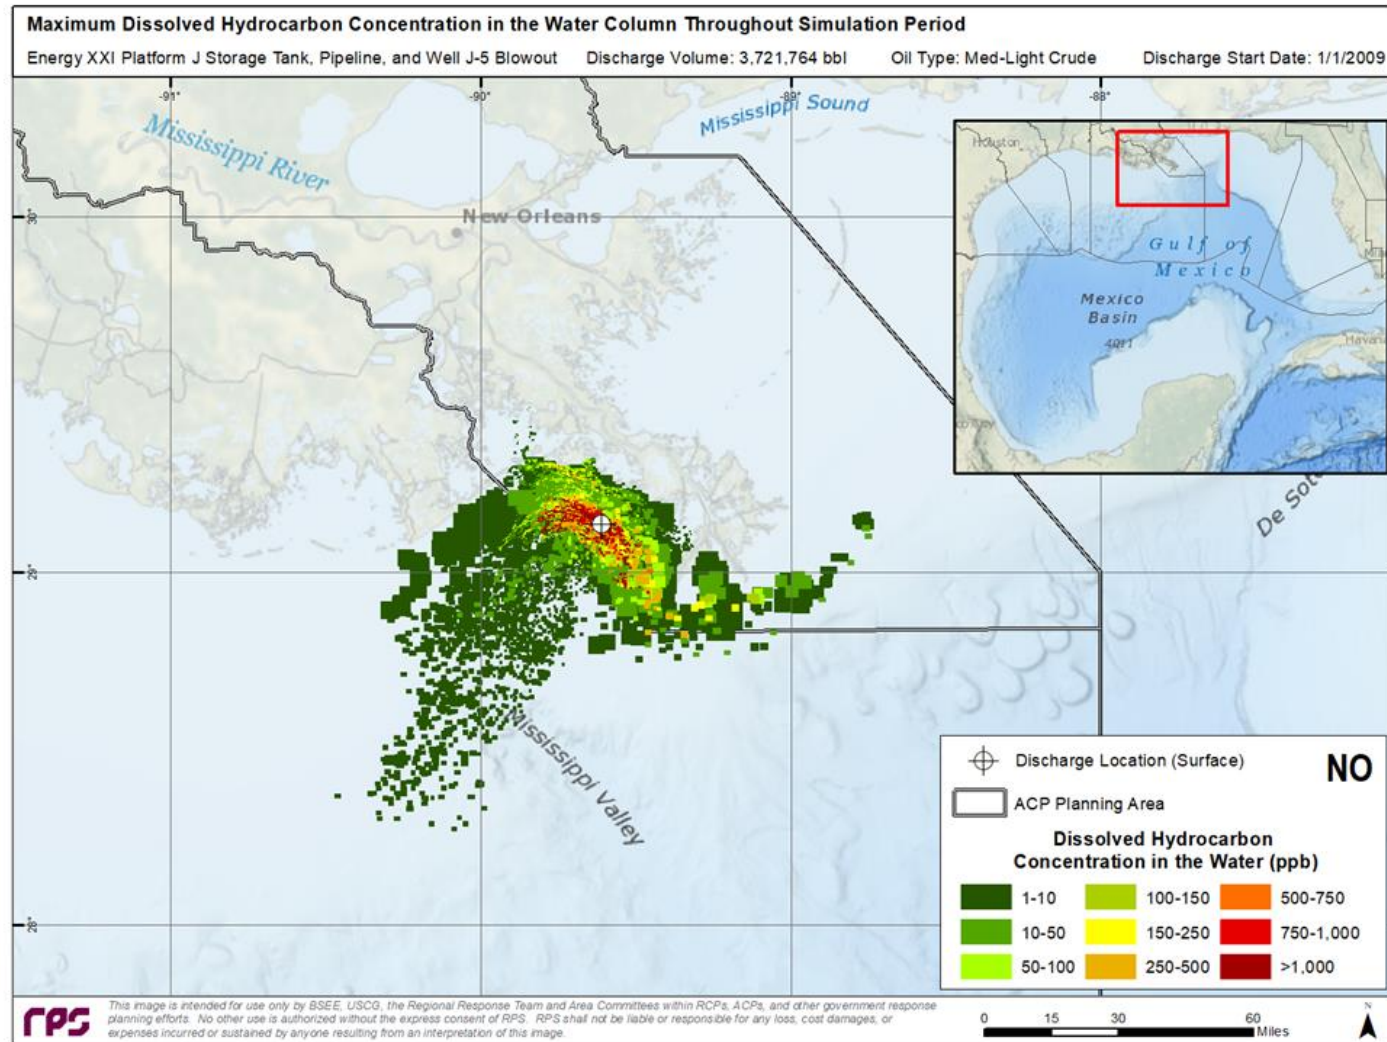 Maximum Dissolved Hydrocarbon Concentration in the Water Column Throughout Simulation Period
Energy XXI Platform J Storage Tank, Pipeline, and Well J-5 Blowout Discharge Volume: 3,721,764 bbl Oil Type: Med-Light Crude Discharge Start Date: 1/1/2009
-91° -90° -89° -88°
Mississippi Sound
Mississippi River
New Orleans
30°
29°
28°
Houston
Gulf of
Mexico
Mexico
Basin
4011
Havana
De Soto
Mississippi Valley
Discharge Location (Surface) NO
ACP Planning Area
Dissolved Hydrocarbon
Concentration in the Water (ppb)
1-10 100-150 500-750
10-50 150-250 750-1,000
50-100 250-500 >1,000
rps
This image is intended for use only by BSEE, USCG, the Regional Response Team and Area Committees within RCPs, ACPs, and other government response
planning efforts. No other use is authorized without the express consent of RPS. RPS shall not be liable or responsible for any loss, cost damages, or
expenses incurred or sustained by anyone resulting from an interpretation of this image.
0 15 30 60
Miles
N